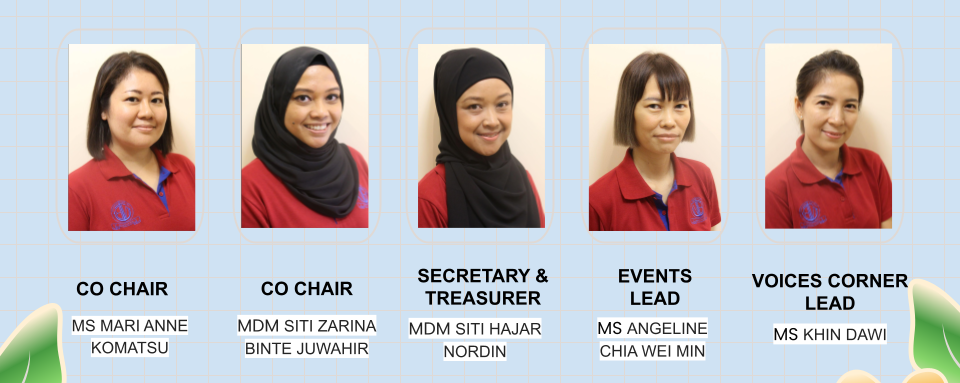 CO CHAIR
MS MARI ANNE
KOMATSU
CO CHAIR
MDM SITI ZARINA
BINTE JUWAHIR
SECRETARY &
TREASURER
MDM SITI HAJAR
NORDIN
EVENTS
LEAD
MS ANGELINE
CHIA WEI MIN
VOICES CORNER
LEAD
MS KHIN DAWI